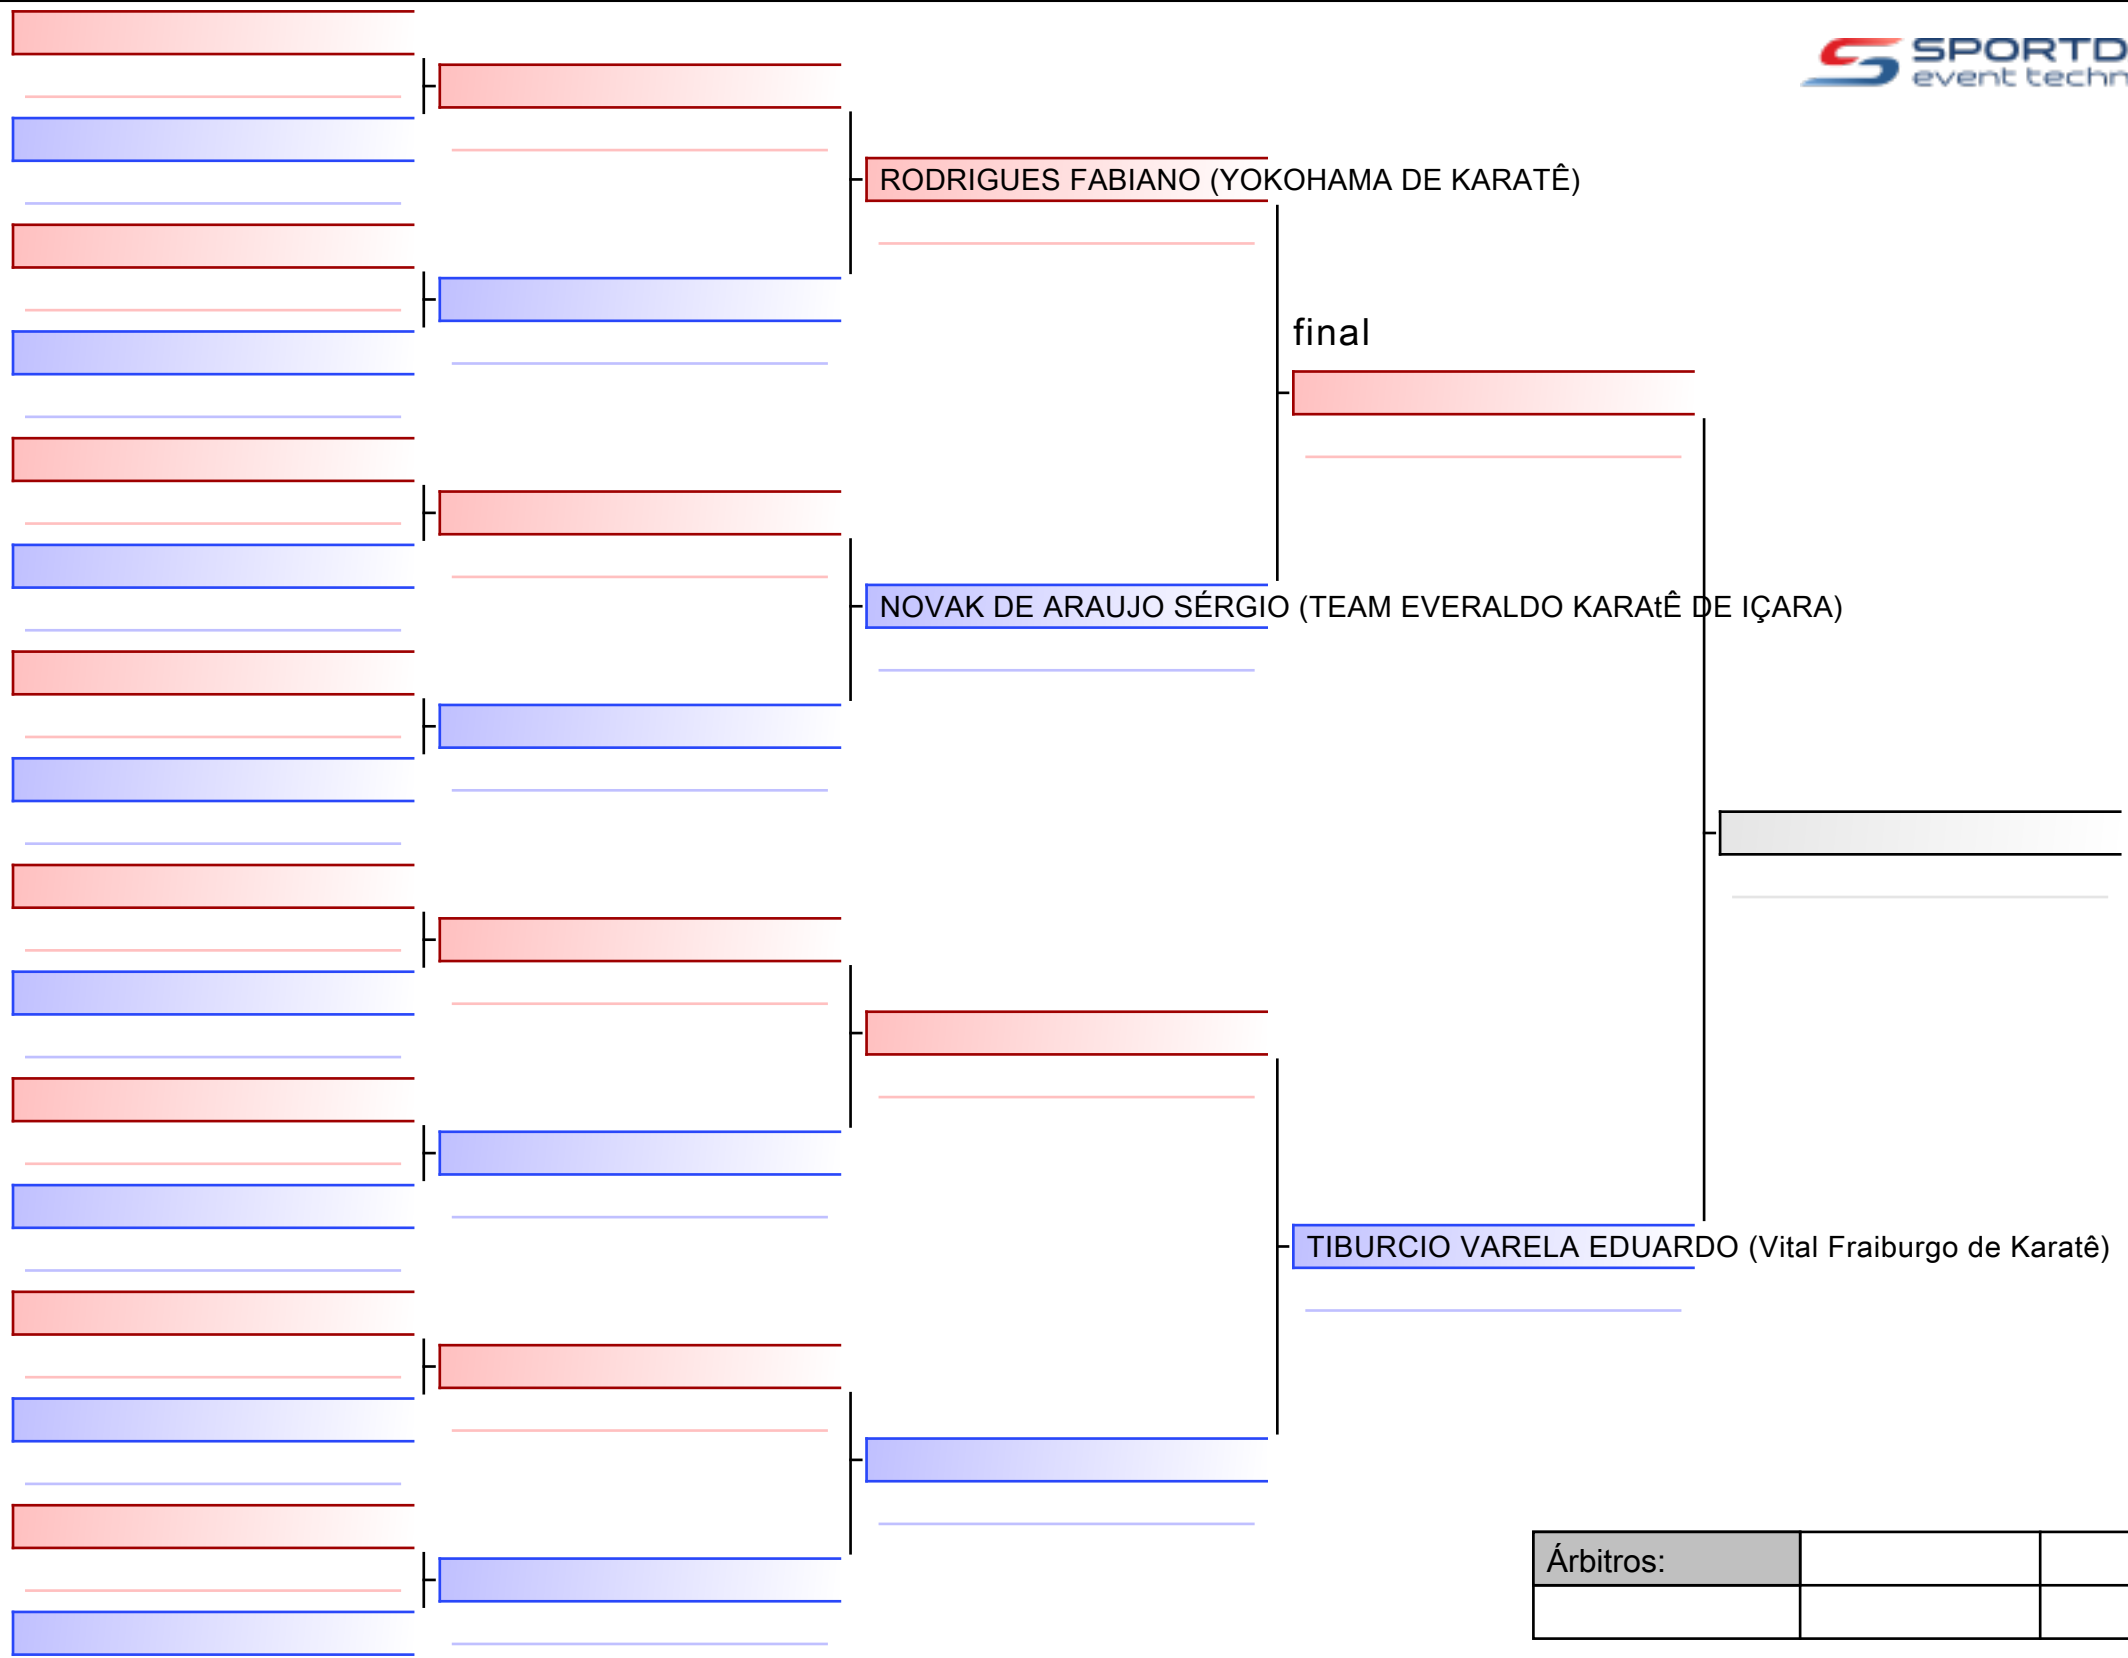 SPORTD
event techn
RODRIGUES FABIANO (YOKOHAMA DE KARATÊ)
final
NOVAK DE ARAUJO SÉRGIO (TEAM EVERALDO KARAtÊ DE IÇARA)
TIBURCIO VARELA EDUARDO (Vital Fraiburgo de Karatê)
Árbitros: